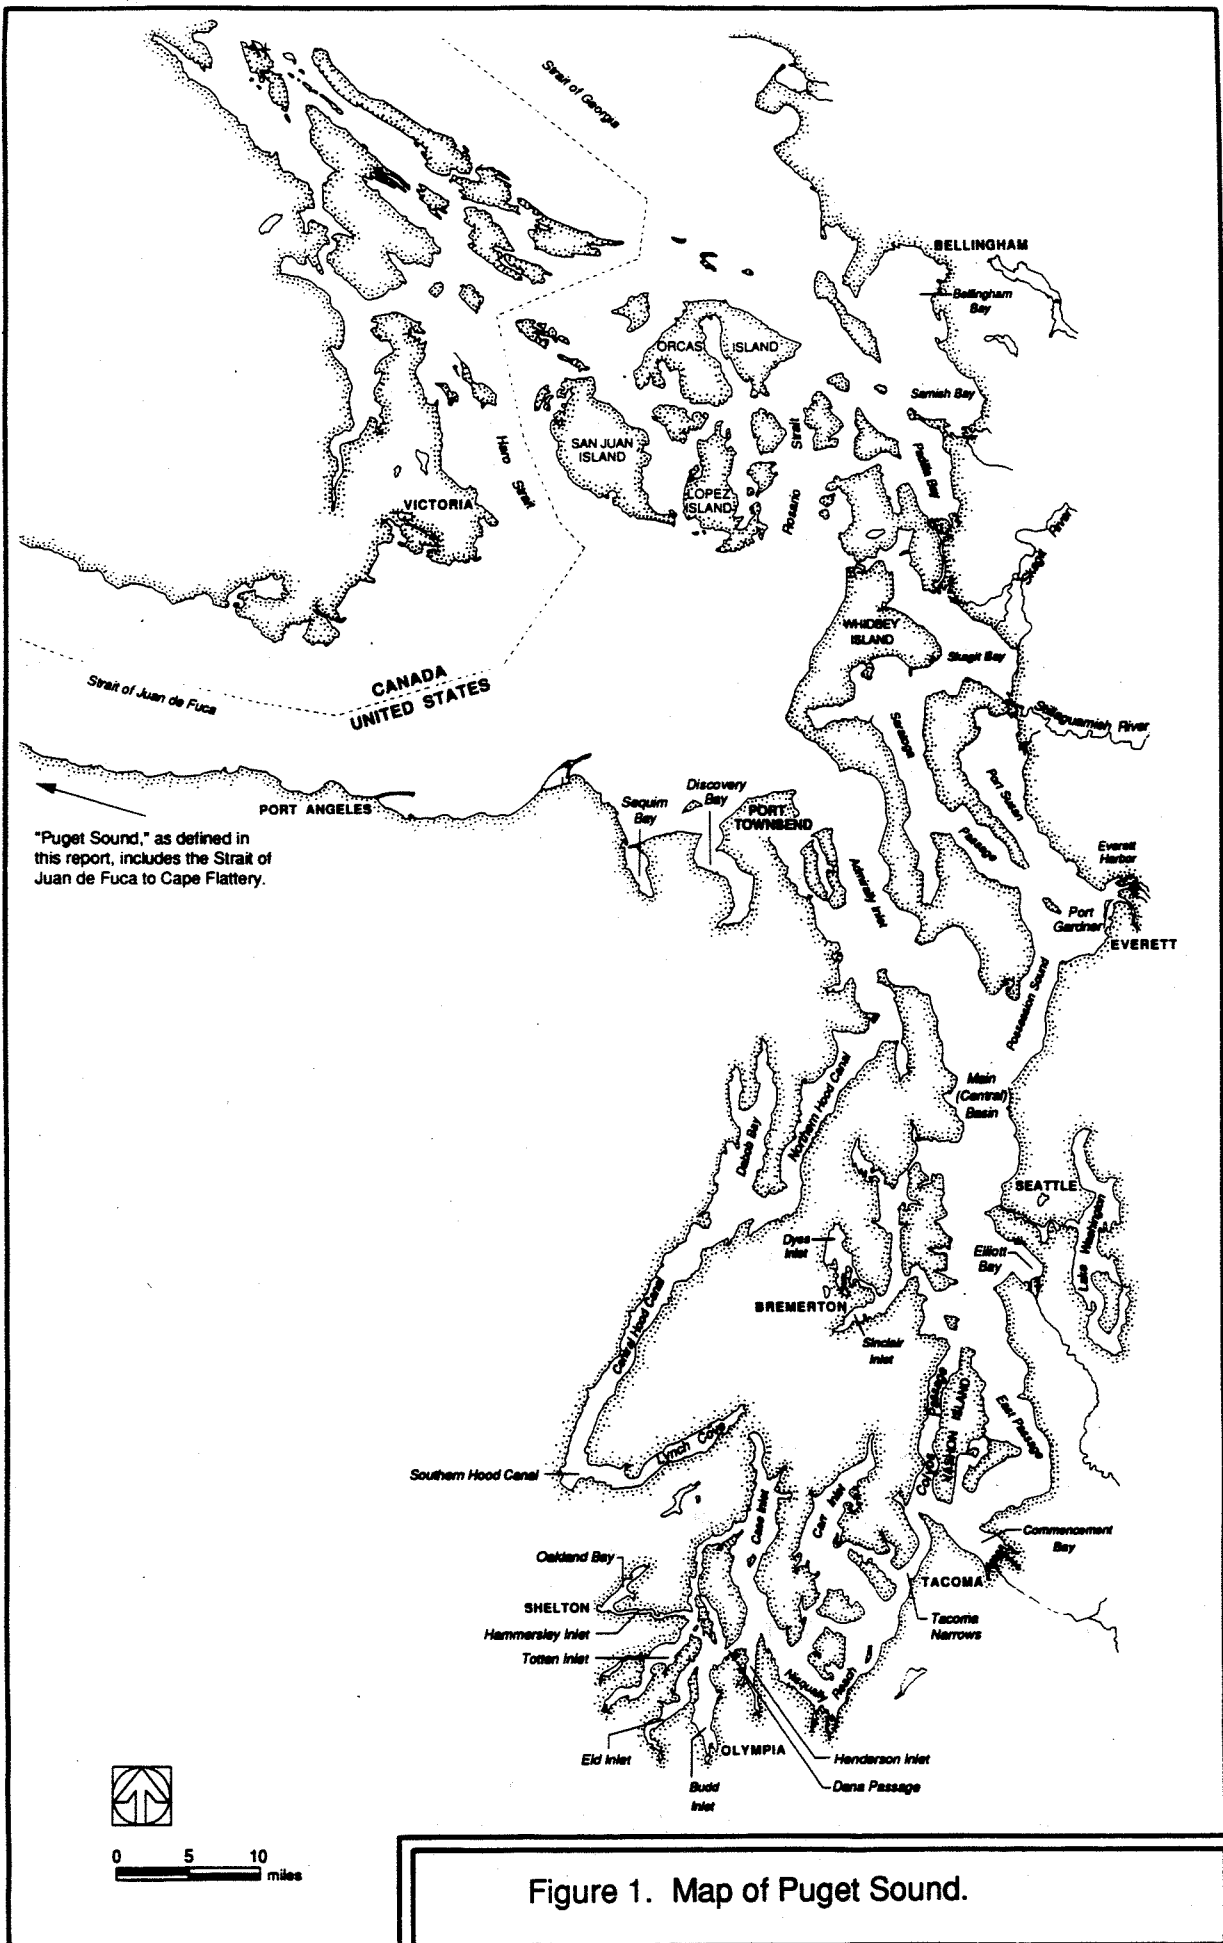 Strait of Georgia
BELLINGHAM
Bellingham
Bay
ORCAS ISLAND
Samish Bay
SAN JUAN
ISLAND
Haro Strait
LOPEZ
ISLAND
Rosario Strait
Padilla Bay
VICTORIA
Skagit River
WHIDBEY
ISLAND
Skagit Bay
CANADA
UNITED STATES
Strait of Juan de Fuca
Stillaguamish River
Saratoga Passage
Port Susan
PORT ANGELES
Sequim
Bay
Discovery
Bay
PORT
TOWNSEND
"Puget Sound," as defined in
this report, includes the Strait of
Juan de Fuca to Cape Flattery.
Admiralty Inlet
Everett
Harbor
Port
Gardner
EVERETT
Possession Sound
Main
(Central)
Basin
Northern Hood Canal
Dabob Bay
SEATTLE
Lake Washington
Dyes
Inlet
Elliott
Bay
BREMERTON
Sinclair
Inlet
Central Hood Canal
Colvos Passage
VASHON ISLAND
East Passage
Lynch Cove
Southern Hood Canal
Case Inlet
Carr Inlet
Commencement
Bay
Oakland Bay
TACOMA
SHELTON
Tacoma
Narrows
Hammersley Inlet
Totten Inlet
Nisqually Reach
Eld Inlet
OLYMPIA
Henderson Inlet
Budd
Inlet
Dana Passage
0 5 10
miles
Figure 1. Map of Puget Sound.